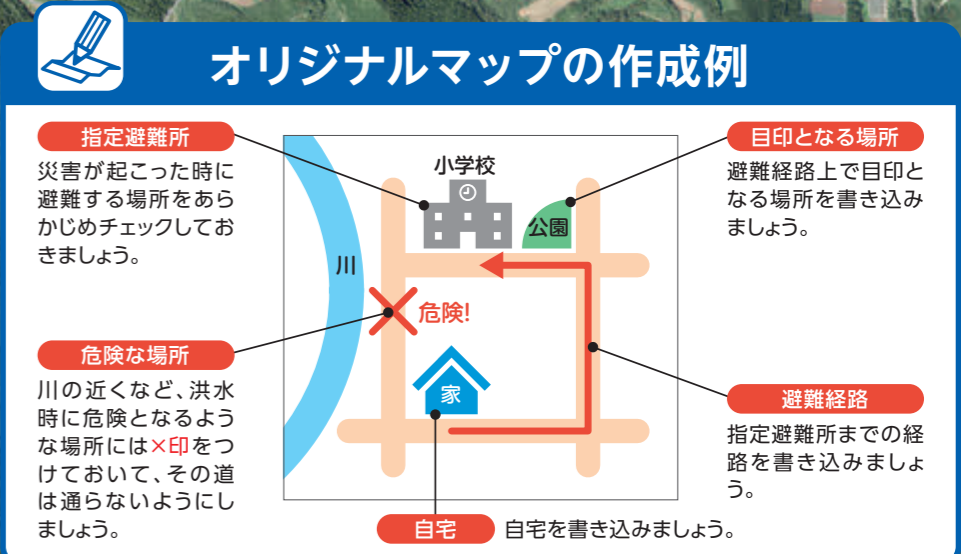 オリジナルマップの作成例
指定避難所
災害が起こった時に
避難する場所をあら
かじめチェックしてお
きましょう。
危険な場所
川の近くなど、洪水
時に危険となるよう
な場所には×印をつ
けておいて、その道
は通らないようにし
ましょう。
小学校
公園
川
危険!
家
目印となる場所
避難経路上で目印と
なる場所を書き込み
ましょう。
避難経路
指定避難所までの経
路を書き込みましょ
う。
自宅
自宅を書き込みましょう。